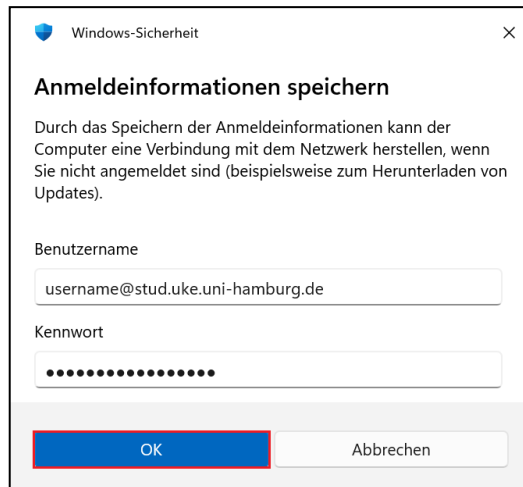 Windows-Sicherheit
Anmeldeinformationen speichern
Durch das Speichern der Anmeldeinformationen kann der
Computer eine Verbindung mit dem Netzwerk herstellen, wenn
Sie nicht angemeldet sind (beispielsweise zum Herunterladen von
Updates).
Benutzername
username@stud.uke.uni-hamburg.de
Kennwort
•••••••••••••••••
OK Abbrechen